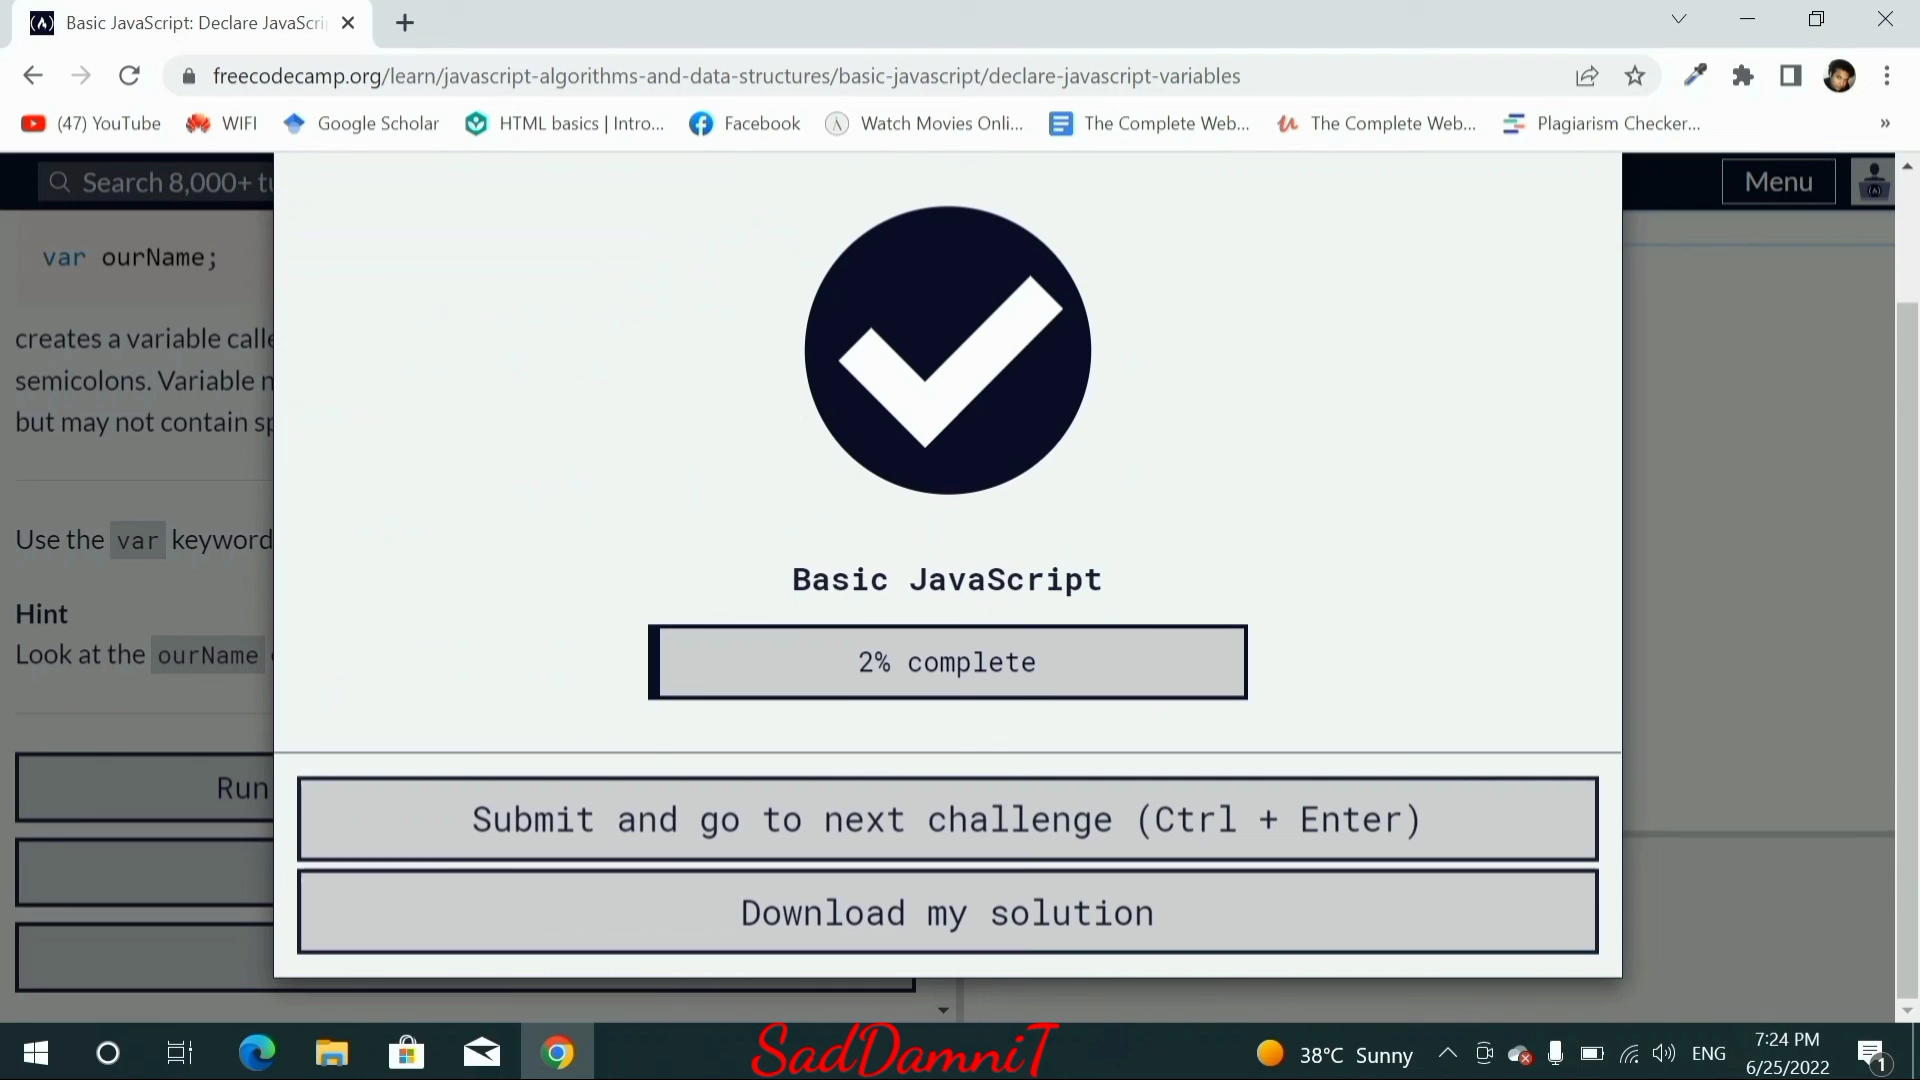 Basic JavaScript: Declare JavaScri
freecodecamp.org/learn/javascript-algorithms-and-data-structures/basic-javascript/declare-javascript-variables
(47) YouTube WIFI Google Scholar HTML basics | Intro... Facebook Watch Movies Onli... The Complete Web... The Complete Web... Plagiarism Checker... »
Search 8,000+ tu
Menu
var ourName;
creates a variable calle
semicolons. Variable n
but may not contain sp
Use the var keyword
Hint
Look at the ourName
Run
Basic JavaScript
2% complete
Submit and go to next challenge (Ctrl + Enter)
Download my solution
SadDamniT
38°C Sunny
ENG
7:24 PM
6/25/2022
1